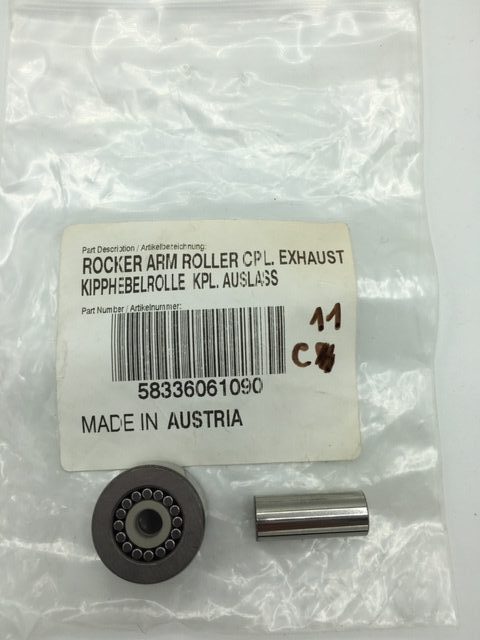 Part Description / Artikelbezeichnung:
ROCKER ARM ROLLER CPL. EXHAUST
KIPPHEBELROLLE KPL. AUSLASS
Part Number / Artikelnummer:
11
C
58336061090
MADE IN AUSTRIA